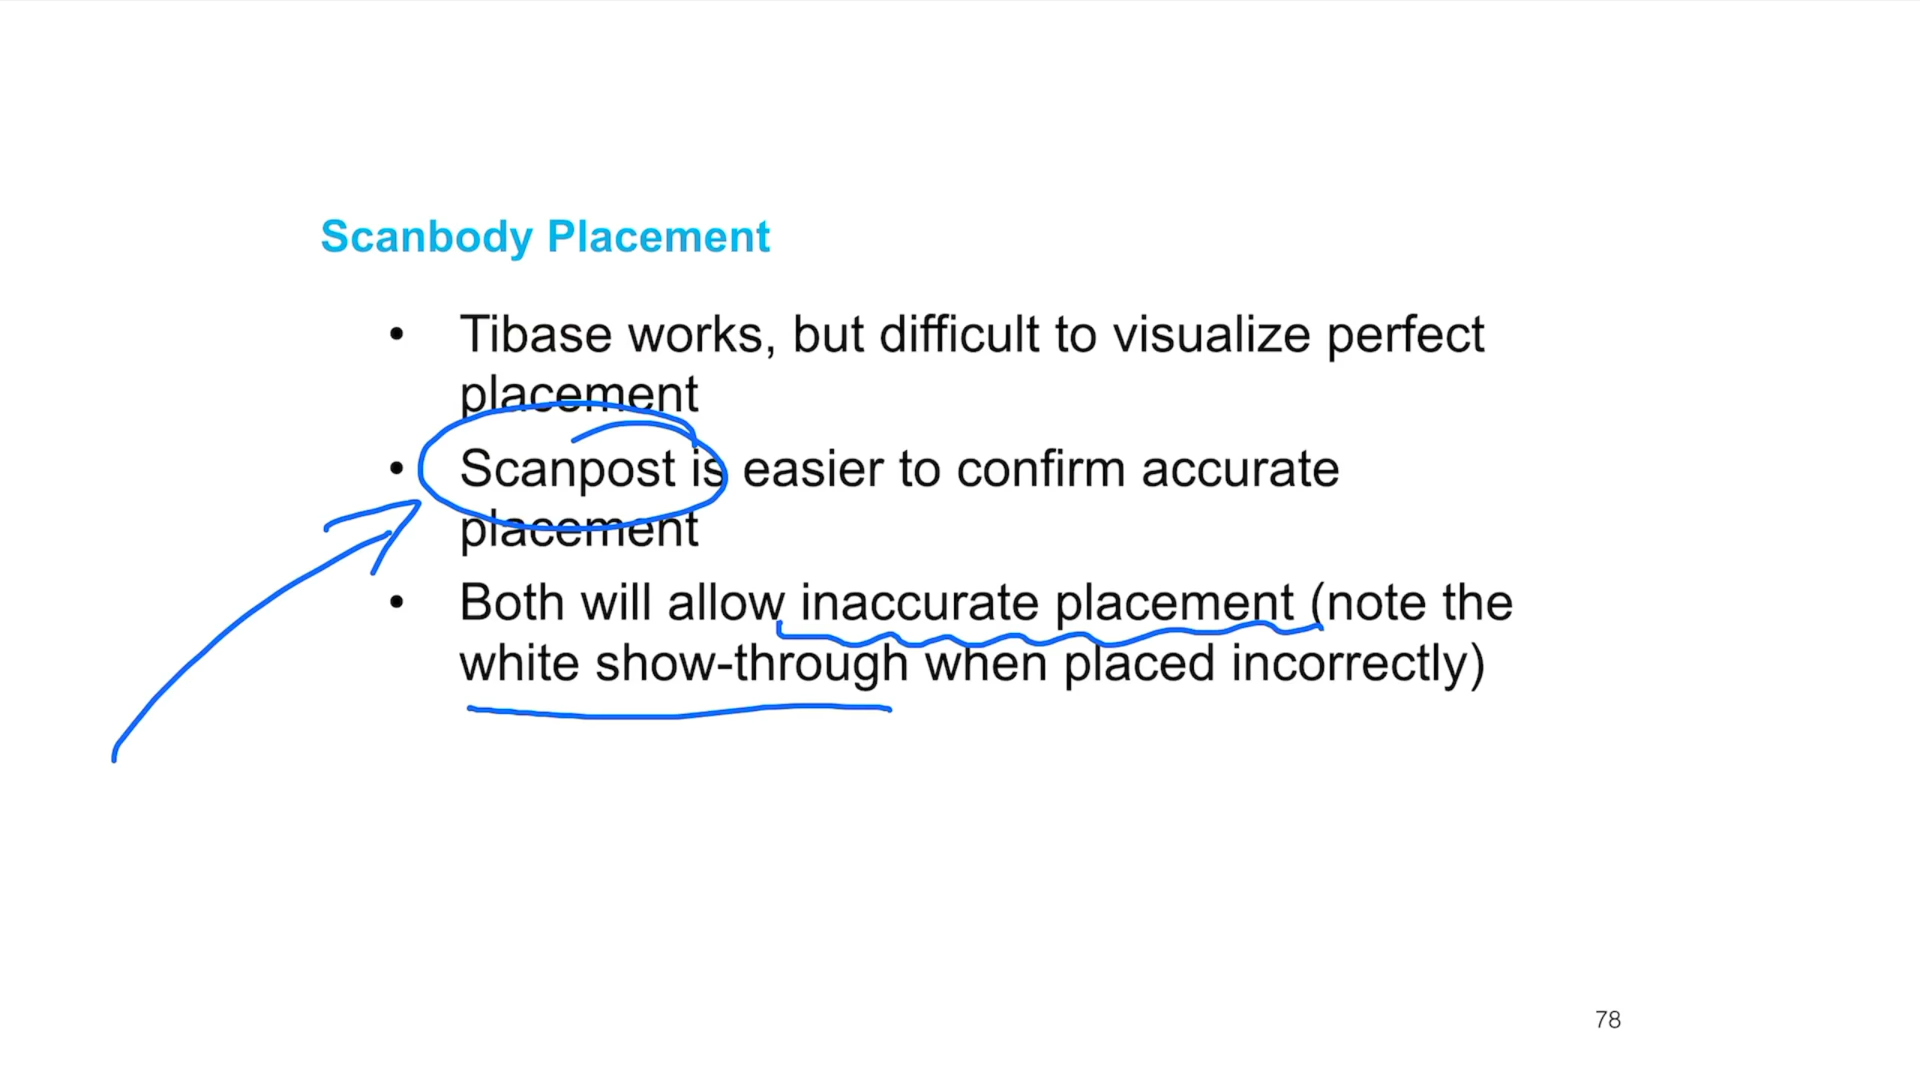 Scanbody Placement
• Tibase works, but difficult to visualize perfect
placement
• Scanpost is easier to confirm accurate
placement
• Both will allow inaccurate placement (note the
white show-through when placed incorrectly)
78